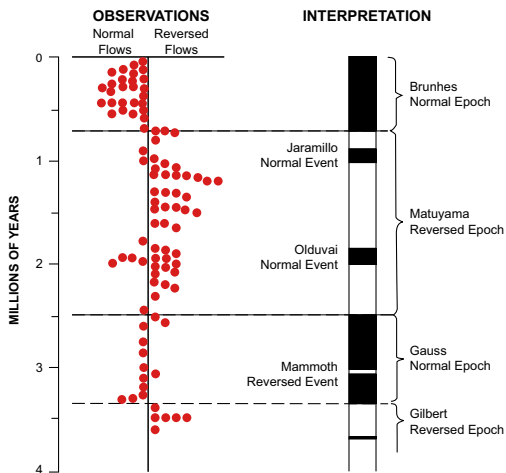 OBSERVATIONS
INTERPRETATION
Normal
Flows
Reversed
Flows
MILLIONS OF YEARS
0
1
2
3
4
Jaramillo
Normal Event
Olduvai
Normal Event
Mammoth
Reversed Event
Brunhes
Normal Epoch
Matuyama
Reversed Epoch
Gauss
Normal Epoch
Gilbert
Reversed Epoch